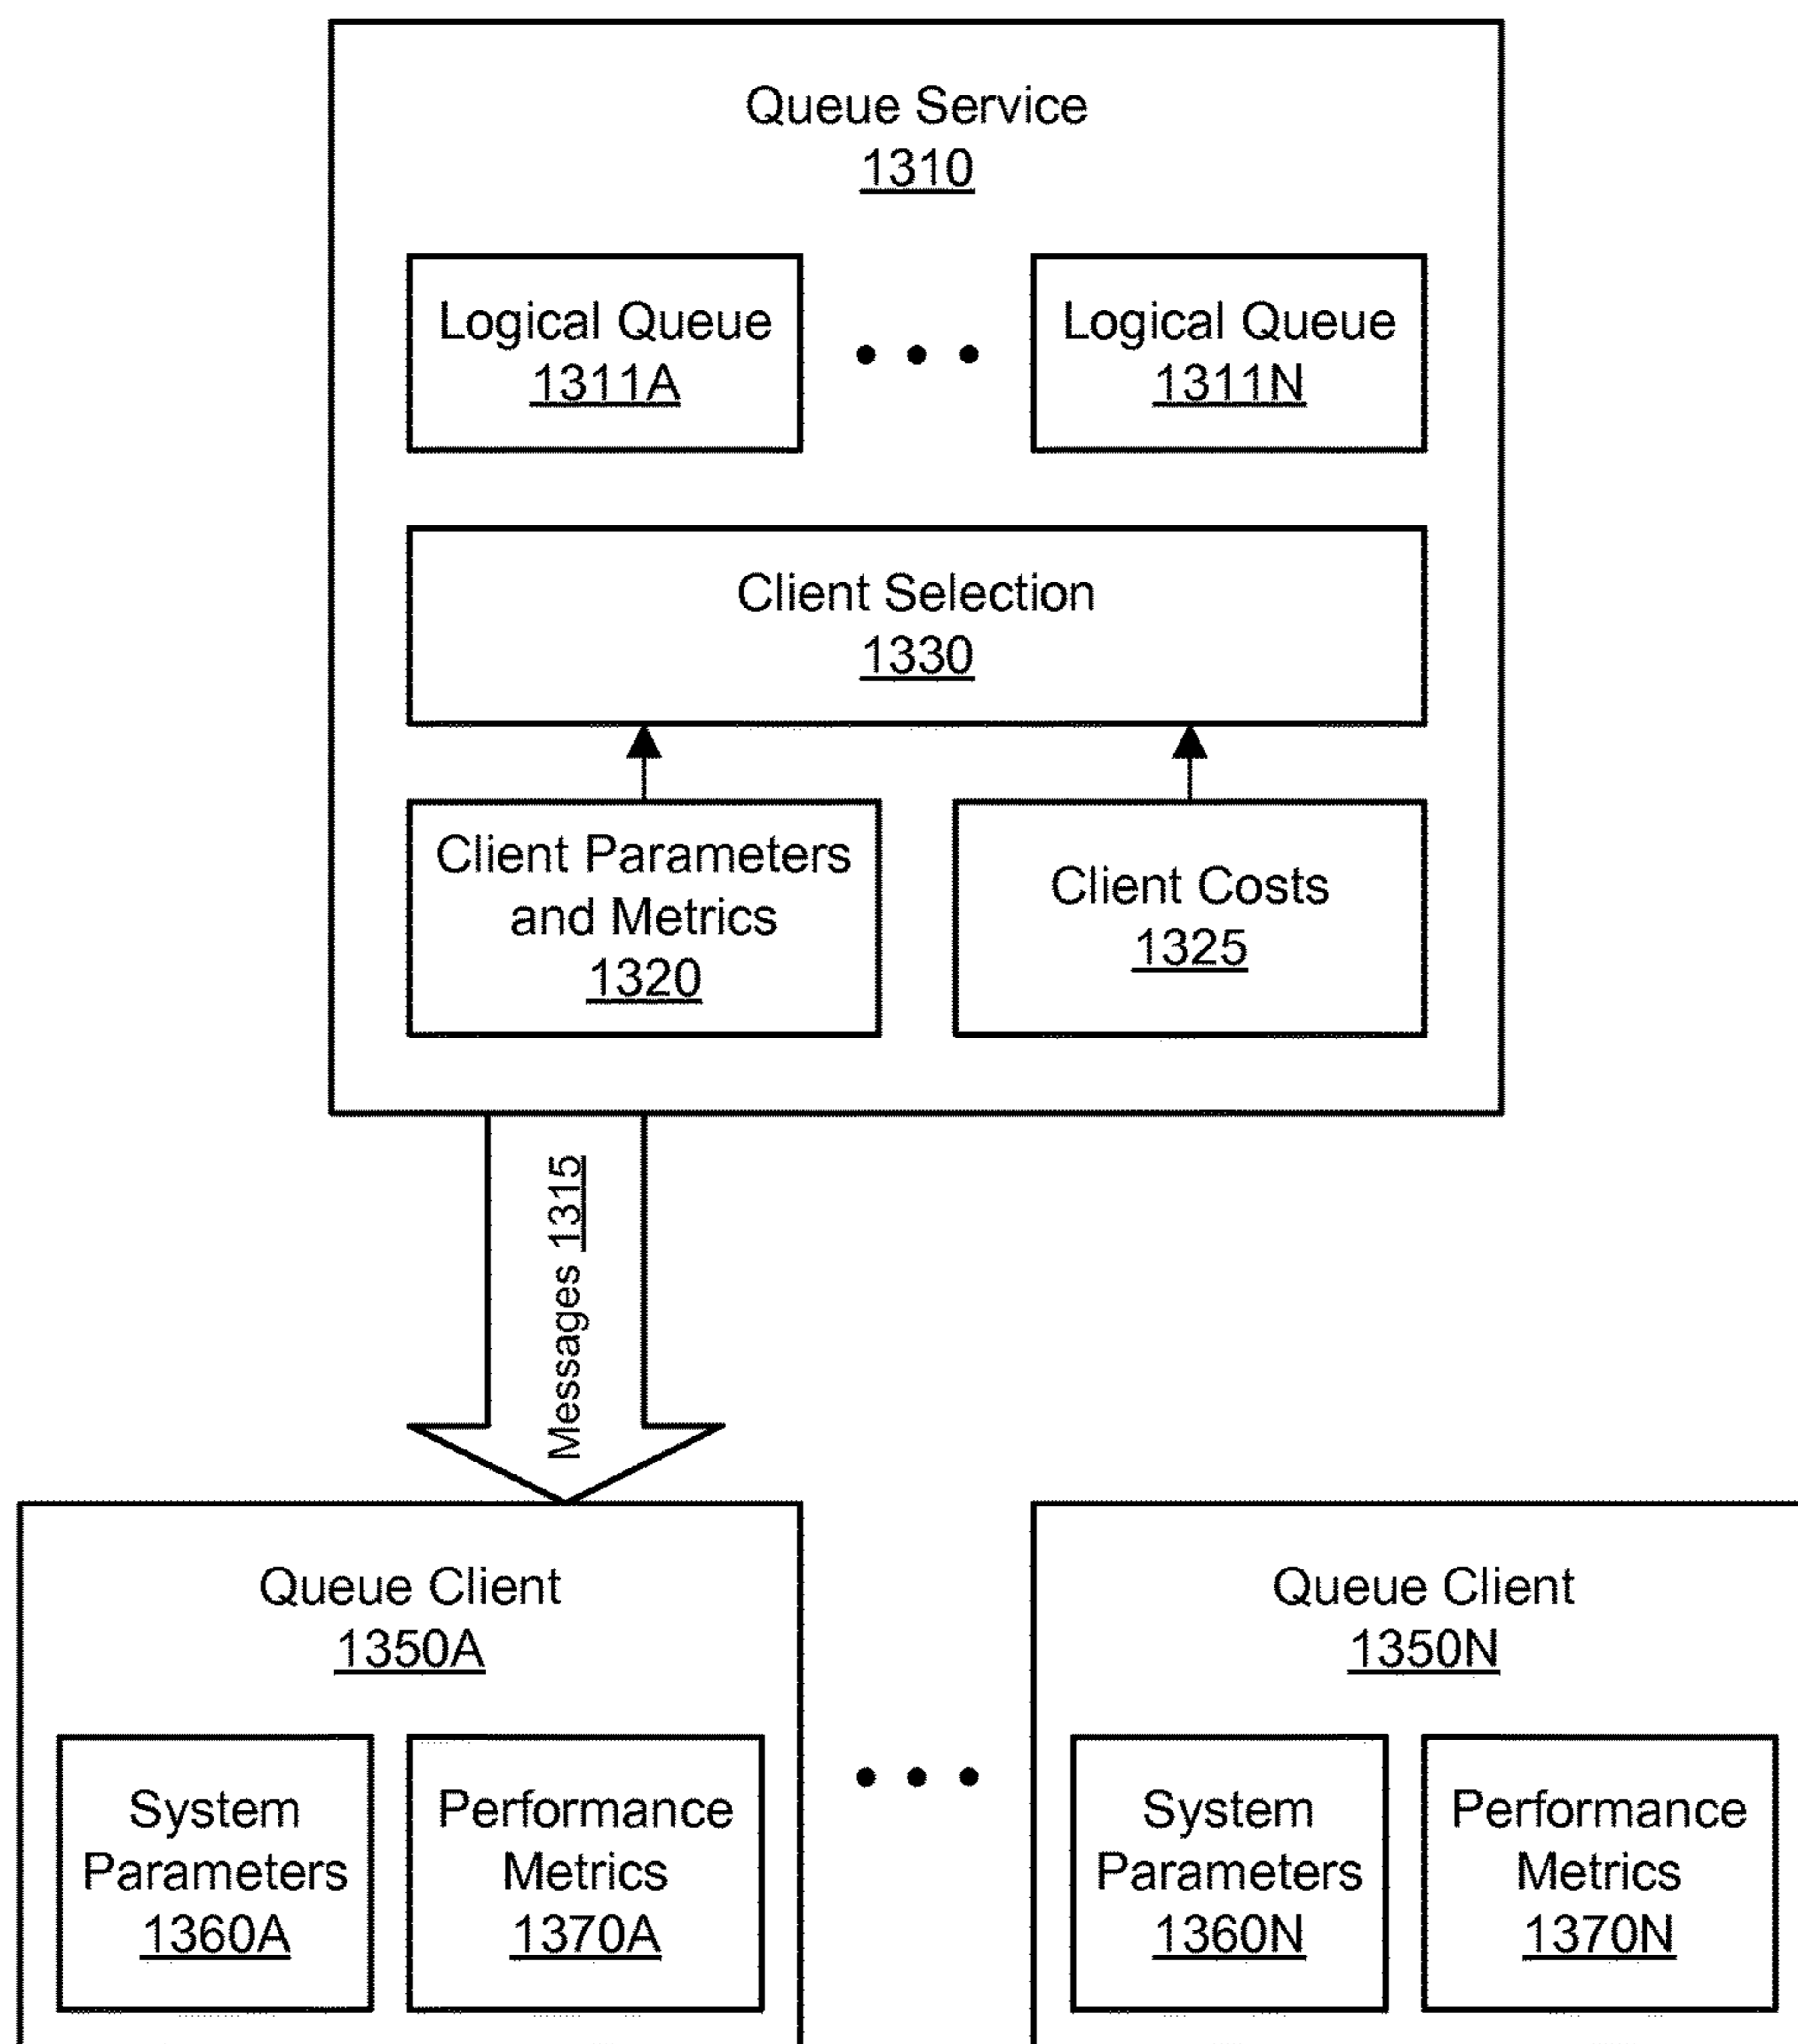 Queue Service
1310
Logical Queue
1311A
Logical Queue
1311N
Client Selection
1330
Client Parameters
and Metrics
1320
Client Costs
1325
Messages 1315
Queue Client
1350A
System
Parameters
1360A
Performance
Metrics
1370A
Queue Client
1350N
System
Parameters
1360N
Performance
Metrics
1370N